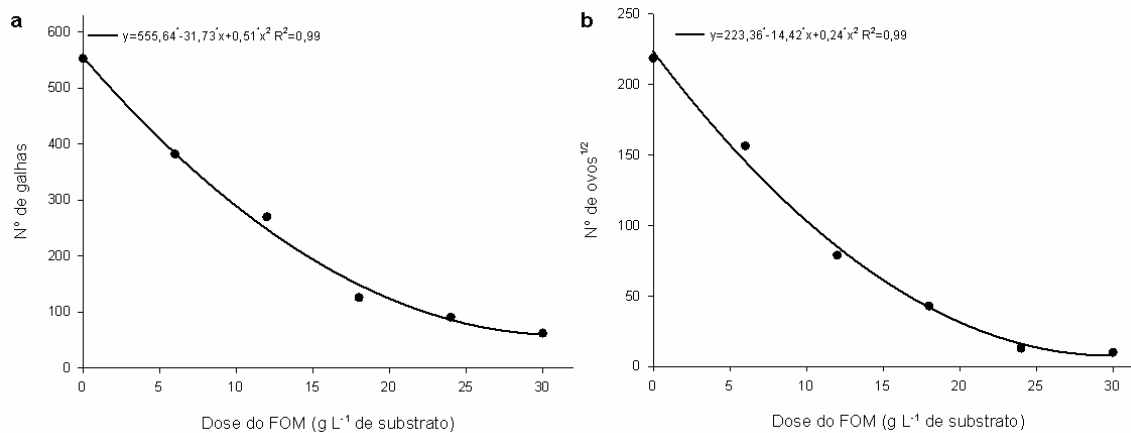 a
y=555,64*-31,73*x+0,51*x² R²=0,99
600
500
400
300
200
100
0
N° de galhas
0 5 10 15 20 25 30
Dose do FOM (g L⁻¹ de substrato)
b
y=223,36*-14,42*x+0,24*x² R²=0,99
250
200
150
100
50
0
N° de ovos¹/²
0 5 10 15 20 25 30
Dose do FOM (g L⁻¹ de substrato)